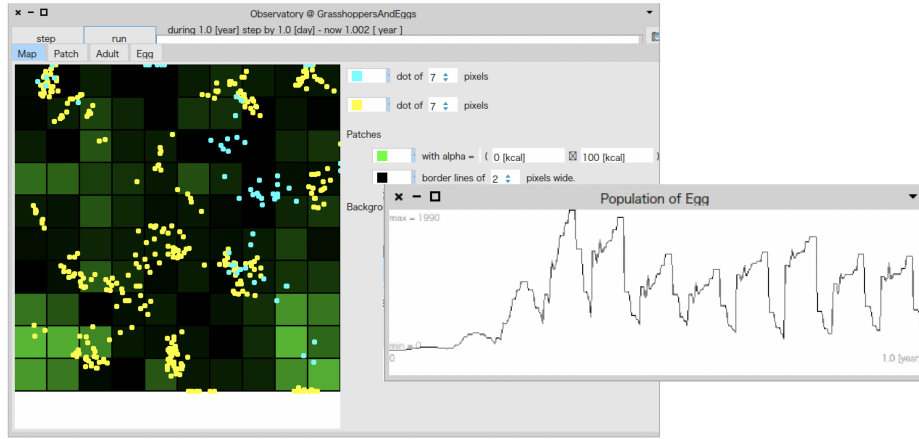 Observatory @ GrasshoppersAndEggs
step
run
during 1.0 [year] step by 1.0 [day] - now 1.002 [ year ]
Map Patch Adult Egg
dot of 7 pixels
dot of 7 pixels
Patches
with alpha = ( 0 [kcal] 100 [kcal] )
border lines of 2 pixels wide.
Backgro
Population of Egg
max = 1990
min = 0
0
1.0 [year